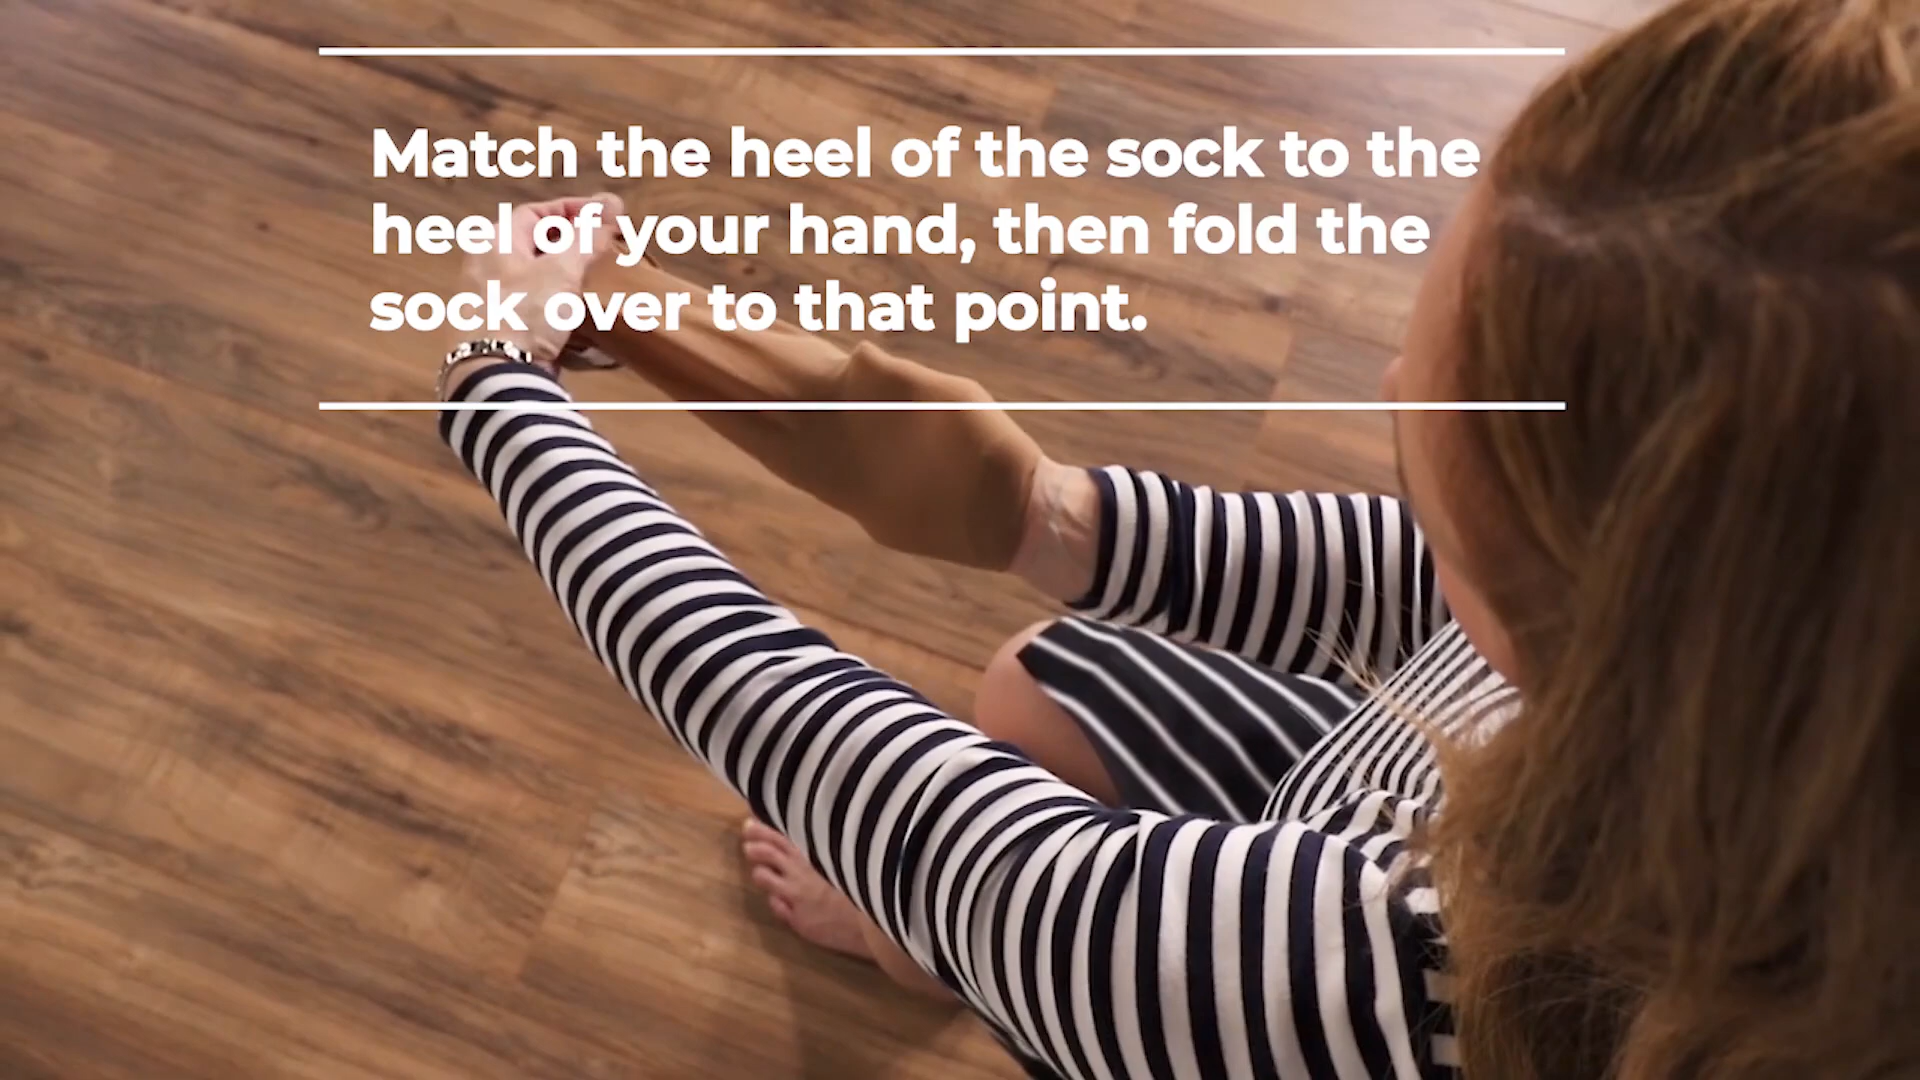 Match the heel of the sock to the
heel of your hand, then fold the
sock over to that point.